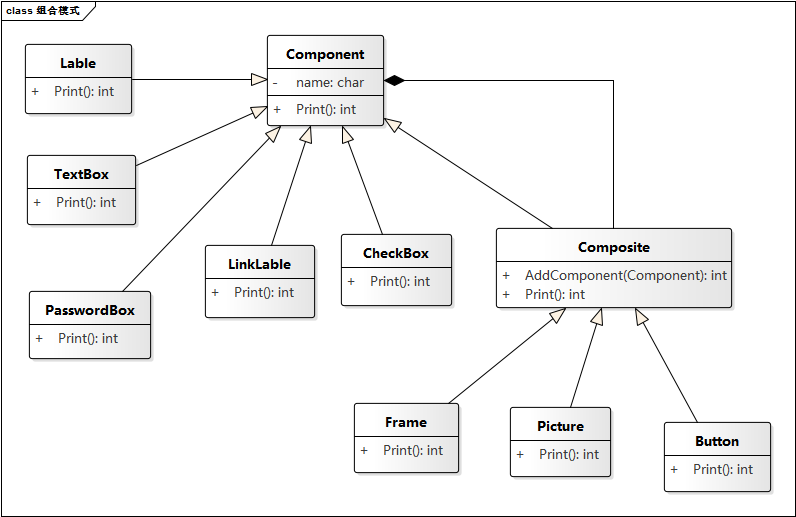 class 组合模式
Component
- name: char
+ Print(): int
Lable
+ Print(): int
TextBox
+ Print(): int
PasswordBox
+ Print(): int
LinkLable
+ Print(): int
CheckBox
+ Print(): int
Composite
+ AddComponent(Component): int
+ Print(): int
Frame
+ Print(): int
Picture
+ Print(): int
Button
+ Print(): int